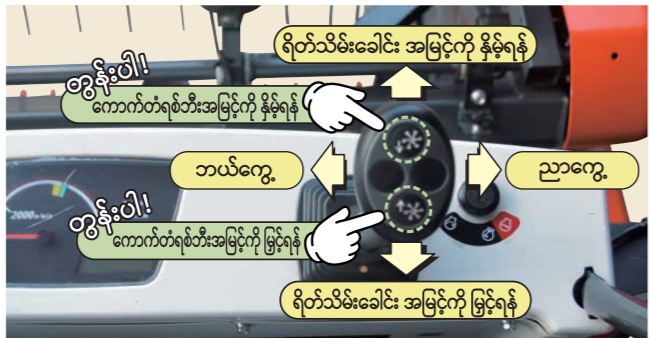 ရိတ်သိမ်းခေါင်း အမြင့်ကို နှိမ့်ရန်
တွန်းပါ!
ကောက်တံရစ်ဘီးအမြင့်ကို နှိမ့်ရန်
ဘယ်ကွေ့
ညာကွေ့
2000
တွန်းပါ!
ကောက်တံရစ်ဘီးအမြင့်ကို မြှင့်ရန်
ရိတ်သိမ်းခေါင်း အမြင့်ကို မြှင့်ရန်